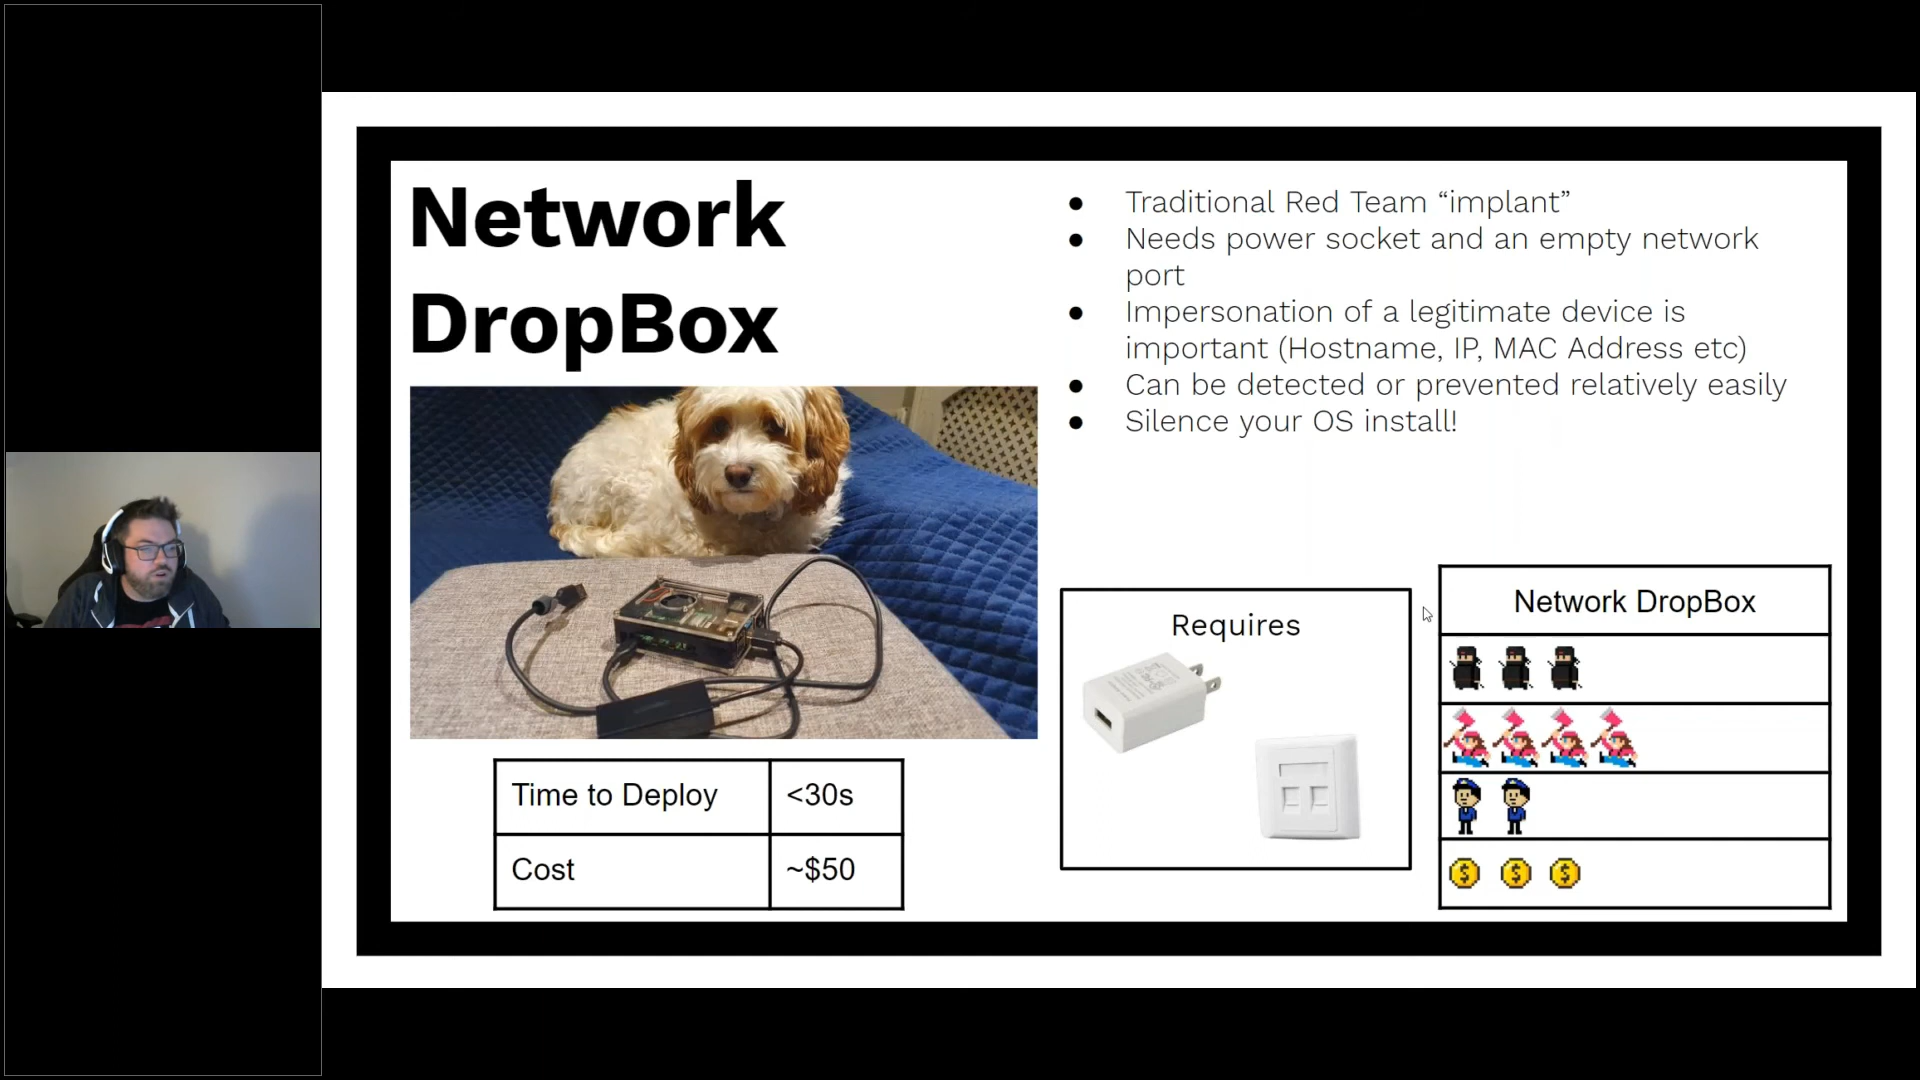 Network
DropBox
● Traditional Red Team “implant”
● Needs power socket and an empty network
port
● Impersonation of a legitimate device is
important (Hostname, IP, MAC Address etc)
● Can be detected or prevented relatively easily
● Silence your OS install!
Time to Deploy <30s
Cost ~$50
Requires
Network DropBox
$ $ $